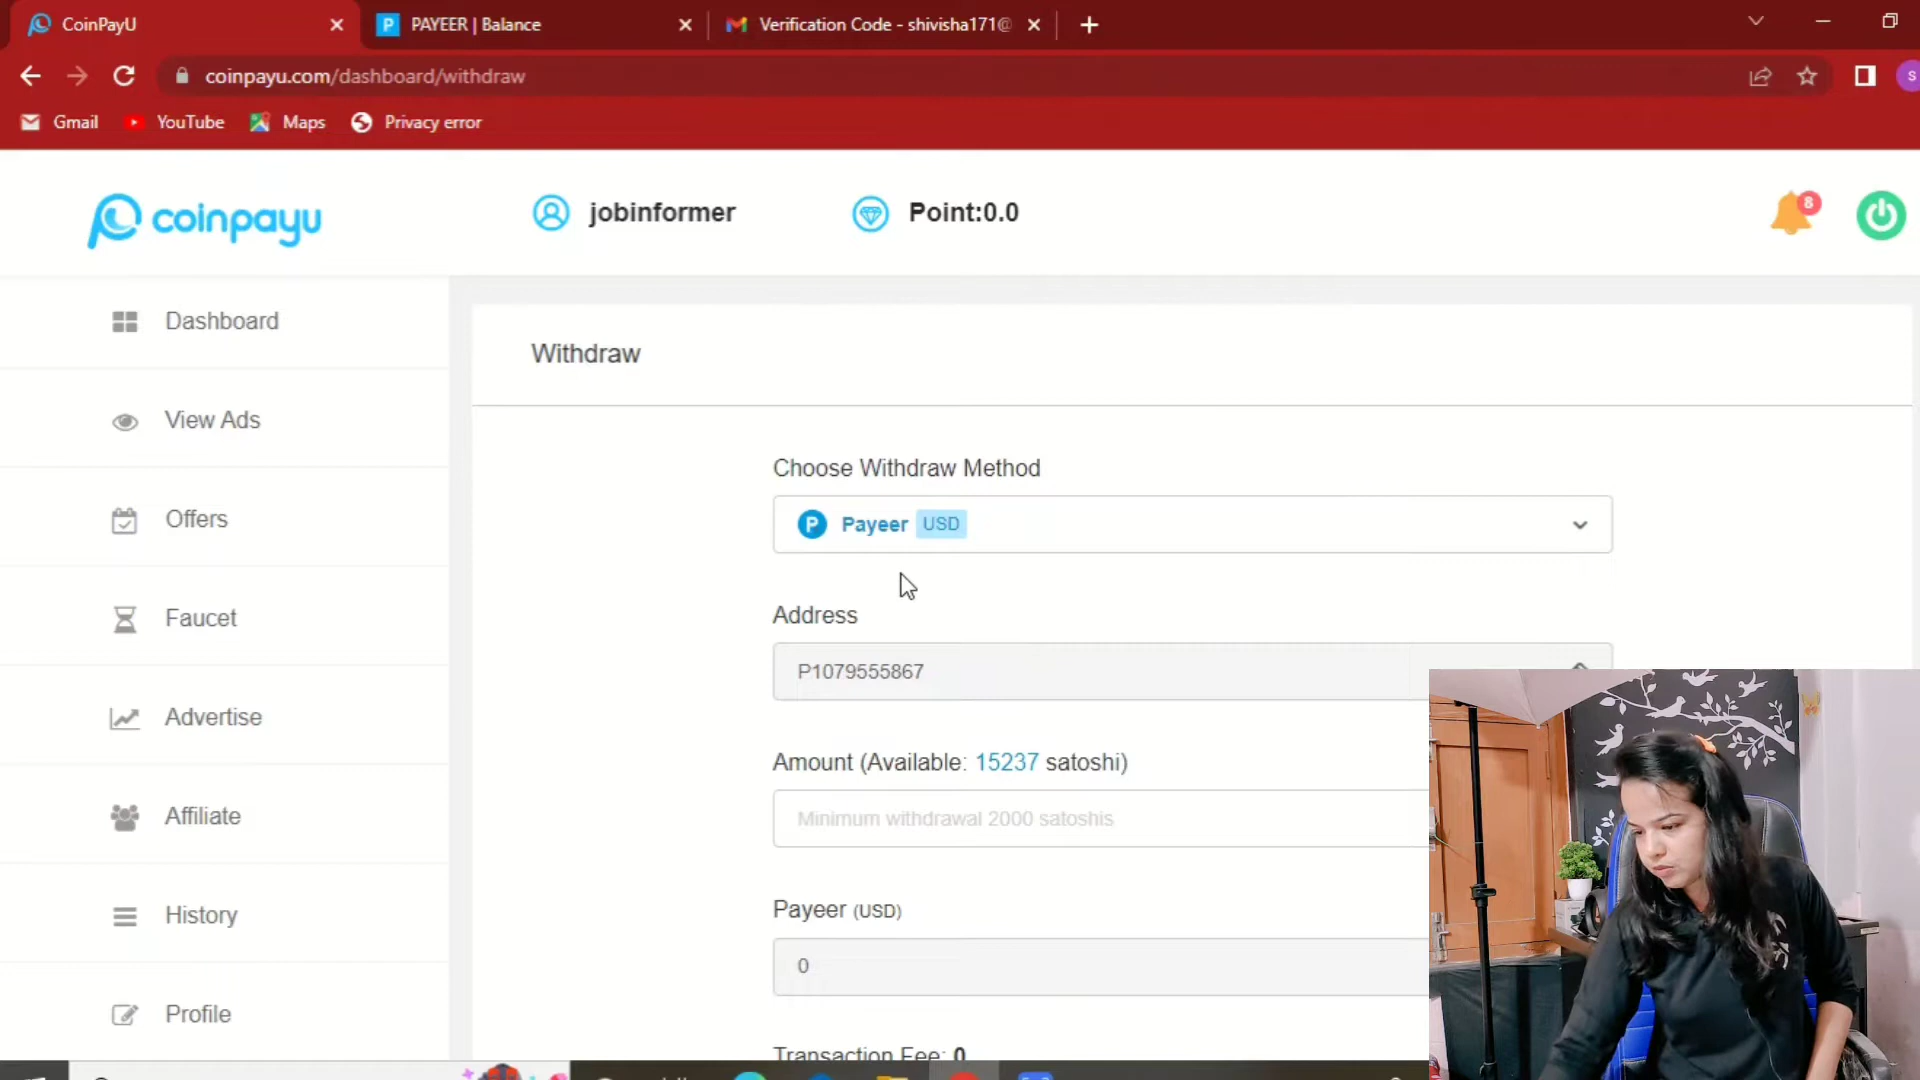 CoinPayU
PAYEER | Balance
Verification Code - shivisha171@
coinpayu.com/dashboard/withdraw
S
Gmail
YouTube
Maps
Privacy error
coinpayu
jobinformer
Point:0.0
8
Dashboard
View Ads
Offers
Faucet
Advertise
Affiliate
History
Profile
Withdraw
Choose Withdraw Method
Payeer USD
Address
P1079555867
Amount (Available: 15237 satoshi)
Minimum withdrawal 2000 satoshis
Payeer (USD)
0
Transaction Fee: 0